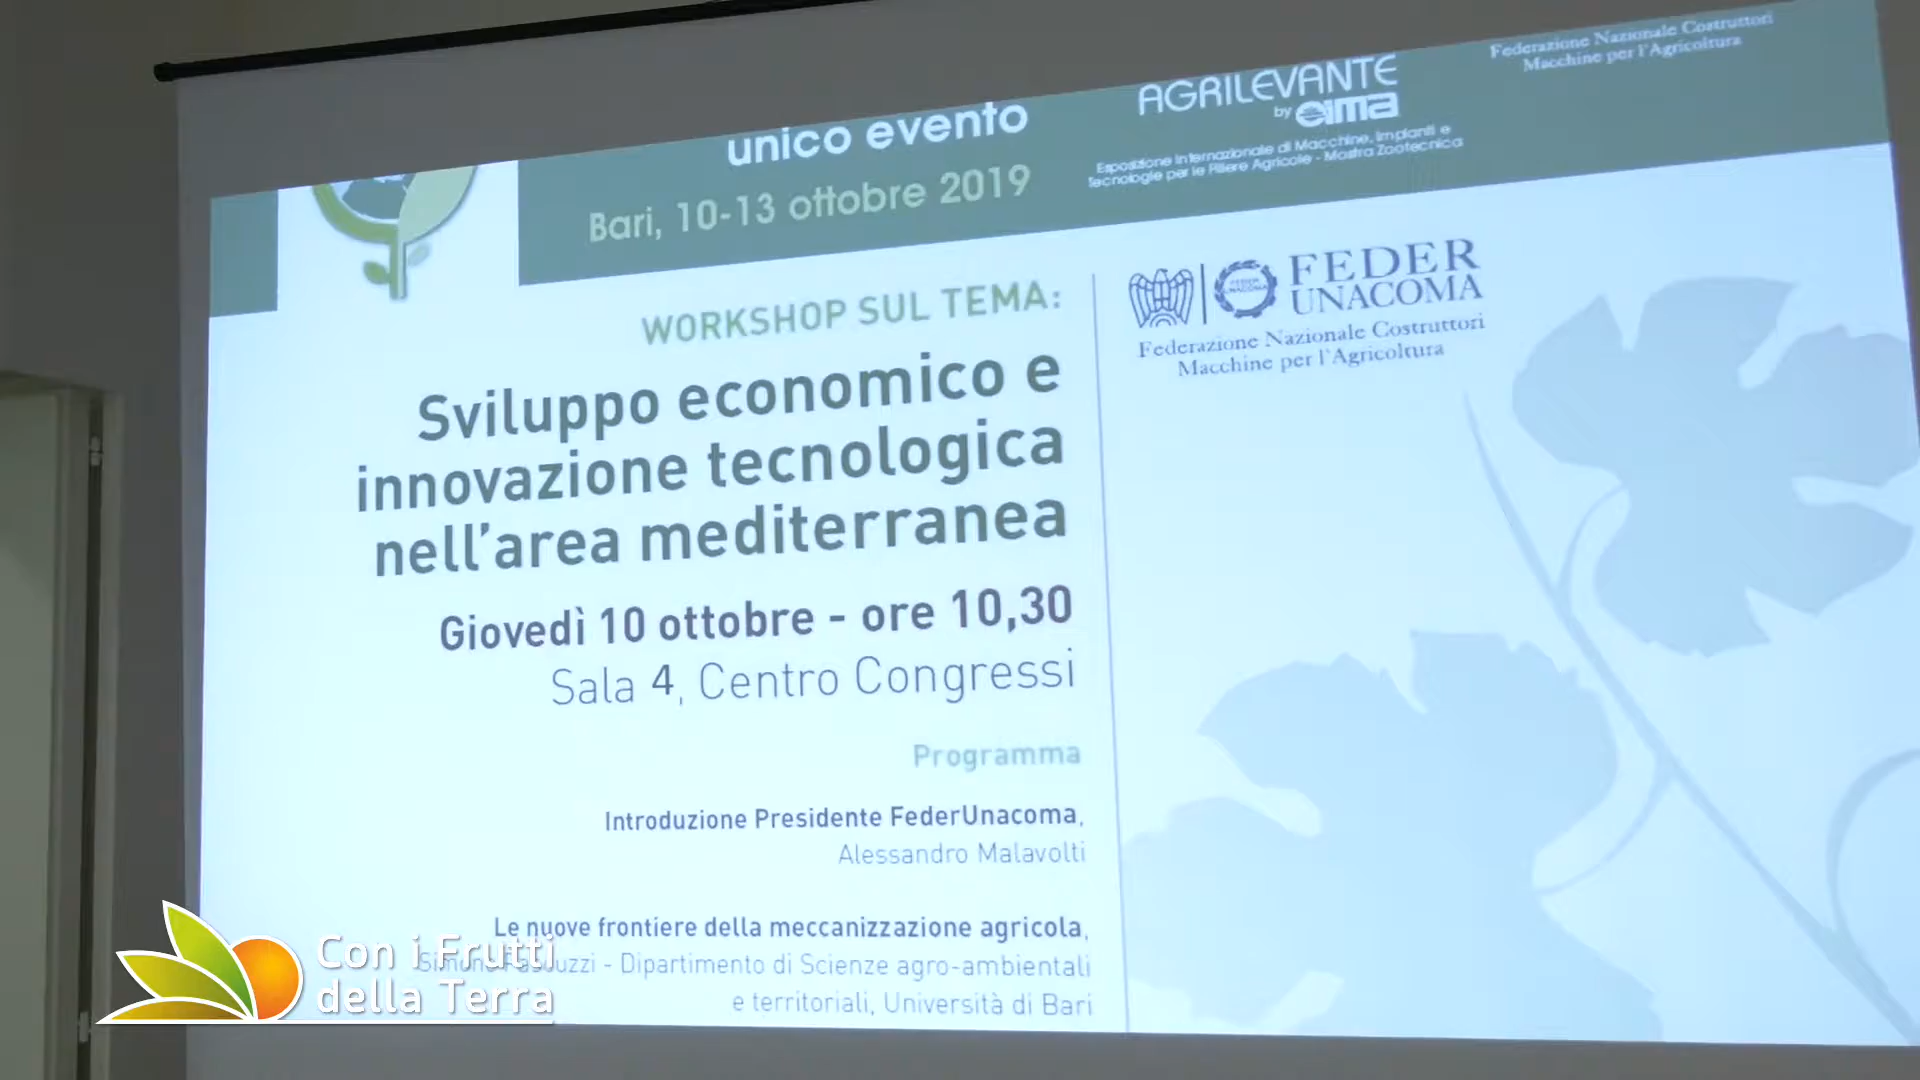 unico evento
Bari, 10-13 ottobre 2019
AGRILEVANTE
by eima
Esposizione Internazionale di Macchine, Impianti e
Tecnologie per le Filiere Agricole - Mostra Zootecnica
Federazione Nazionale Costruttori
Macchine per l'Agricoltura
WORKSHOP SUL TEMA:
Sviluppo economico e
innovazione tecnologica
nell'area mediterranea
Giovedì 10 ottobre - ore 10,30
Sala 4, Centro Congressi
Programma
Introduzione Presidente FederUnacoma,
Alessandro Malavolti
Le nuove frontiere della meccanizzazione agricola,
Simone - Dipartimento di Scienze agro-ambientali
e territoriali, Università di Bari
FEDER
UNACOMA
Federazione Nazionale Costruttori
Macchine per l'Agricoltura
Con i Frutti
della Terra